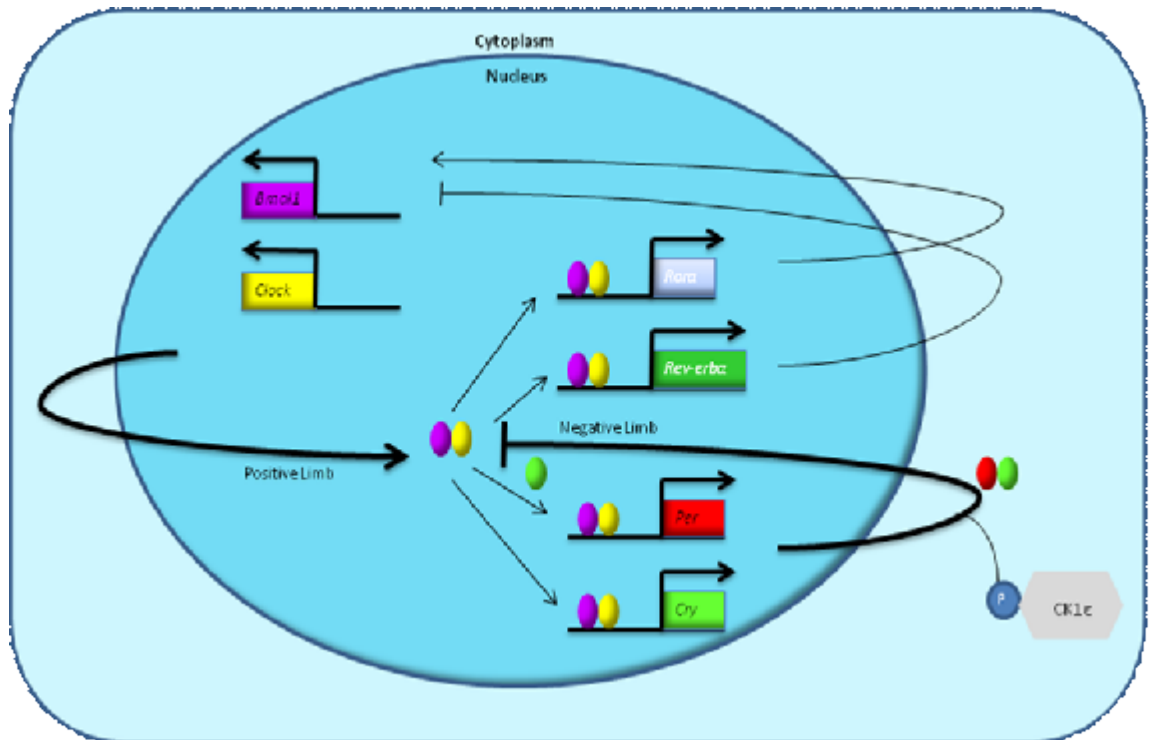 Cytoplasm
Nucleus
Bmal1
Clock
Rora
Rev-erbα
Negative Limb
Positive Limb
Per
Cry
P
CK1ε